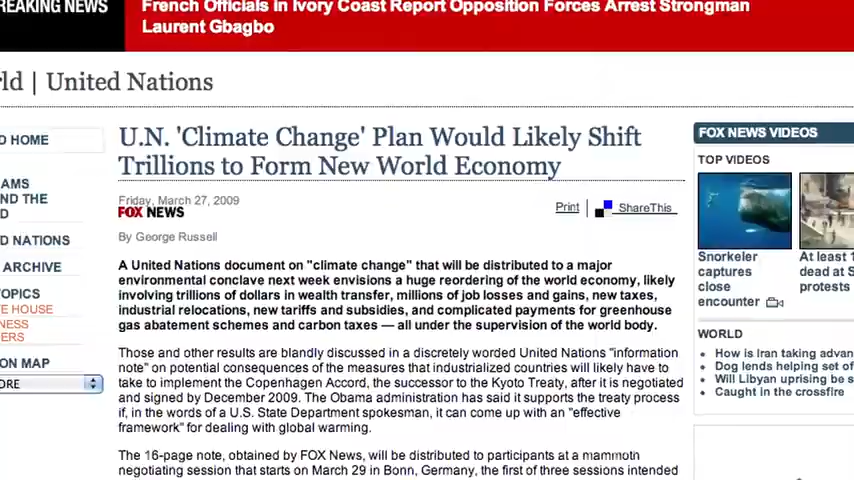 BREAKING NEWS
French Officials in Ivory Coast Report Opposition Forces Arrest Strongman
Laurent Gbagbo
| United Nations
HOME
U.N. 'Climate Change' Plan Would Likely Shift
Trillions to Form New World Economy
Friday, March 27, 2009
FOX NEWS
Print | ShareThis
By George Russell
A United Nations document on "climate change" that will be distributed to a major
environmental conclave next week envisions a huge reordering of the world economy, likely
involving trillions of dollars in wealth transfer, millions of job losses and gains, new taxes,
industrial relocations, new tariffs and subsidies, and complicated payments for greenhouse
gas abatement schemes and carbon taxes — all under the supervision of the world body.
Those and other results are blandly discussed in a discretely worded United Nations "information
note" on potential consequences of the measures that industrialized countries will likely have to
take to implement the Copenhagen Accord, the successor to the Kyoto Treaty, after it is negotiated
and signed by December 2009. The Obama administration has said it supports the treaty process
if, in the words of a U.S. State Department spokesman, it can come up with an "effective
framework" for dealing with global warming.
The 16-page note, obtained by FOX News, will be distributed to participants at a mammoth
negotiating session that starts on March 29 in Bonn, Germany, the first of three sessions intended
AMS
ND THE
D
D NATIONS
ARCHIVE
TOPICS
E HOUSE
NESS
ERS
ON MAP
ORE
FOX NEWS VIDEOS
TOP VIDEOS
Snorkeler
captures
close
encounter
At least 1
dead at S
protests
WORLD
• How is Iran taking advan
• Dog lends helping set of
• Will Libyan uprising be s
• Caught in the crossfire